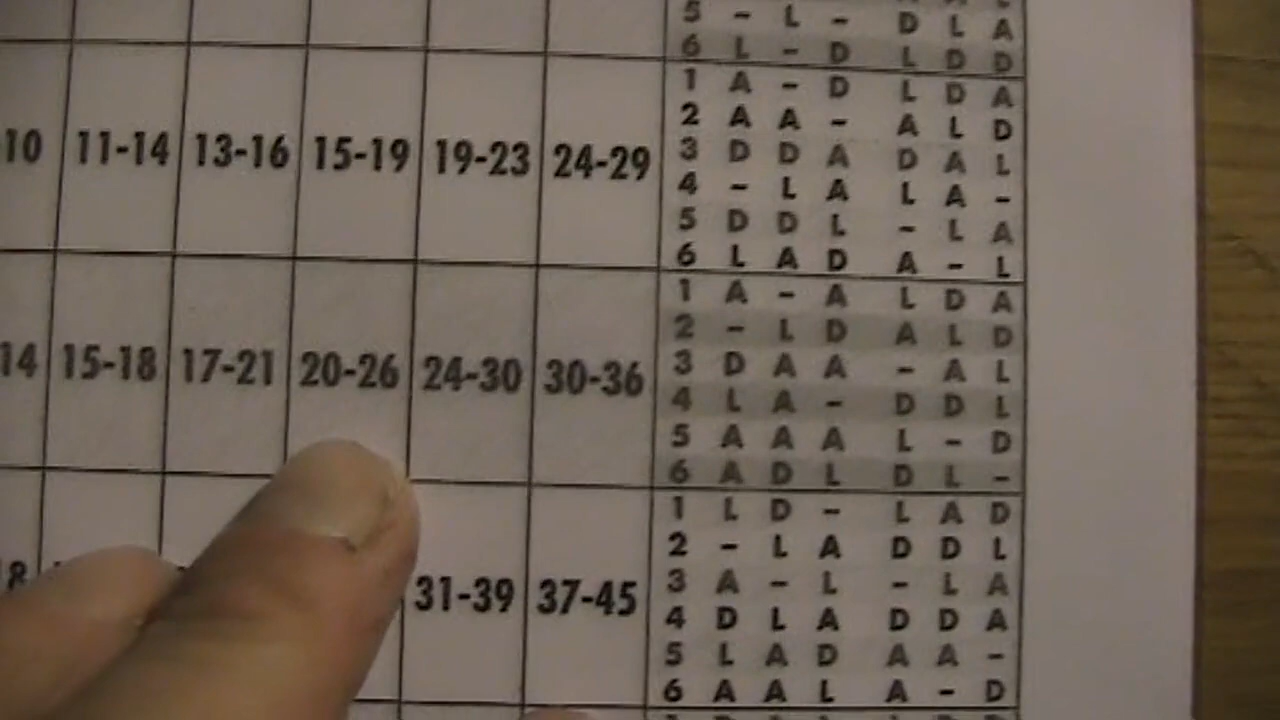 5 - L - D L A
6 L - D L D D
1 A - D L D A
2 A A - A L D
10 11-14 13-16 15-19 19-23 24-29 3 D D A D A L
4 - L A L A -
5 D D L - L A
6 L A D A - L
1 A - A L D A
2 - L D A L D
14 15-18 17-21 20-26 24-30 30-36 3 D A A - A L
4 L A - D D L
5 A A A L - D
6 A D L D L -
1 L D - L A D
2 - L A D D L
8 31-39 37-45 3 A - L - L A
4 D L A D D A
5 L A D A A -
6 A A L A - D